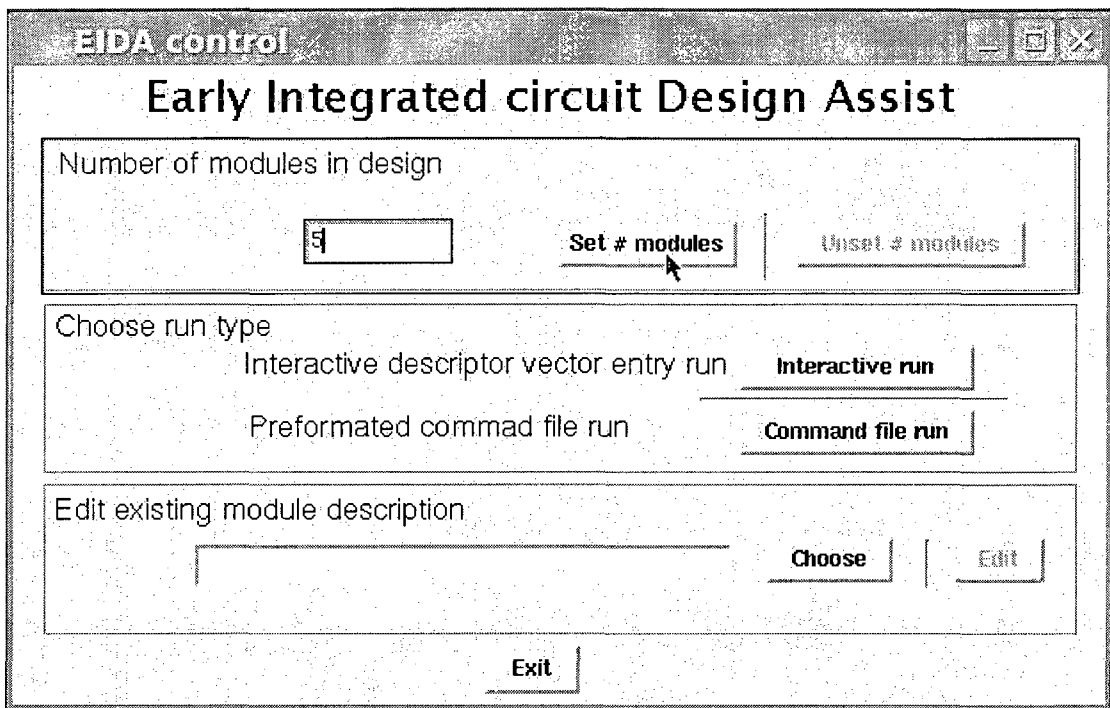 EIDA control
Early Integrated circuit Design Assist
Number of modules in design
5 Set # modules Unset # modules
Choose run type
Interactive descriptor vector entry run Interactive run
Preformated commad file run Command file run
Edit existing module description
Choose Edit
Exit